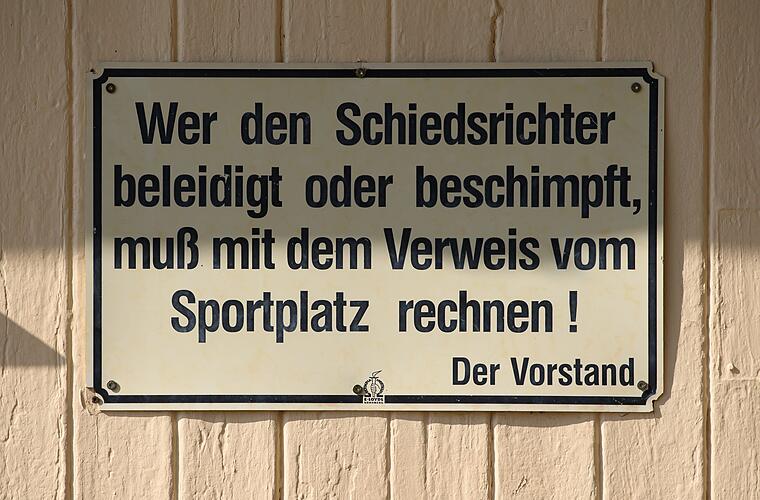 Wer den Schiedsrichter
beleidigt oder beschimpft,
muß mit dem Verweis vom
Sportplatz rechnen !
Der Vorstand